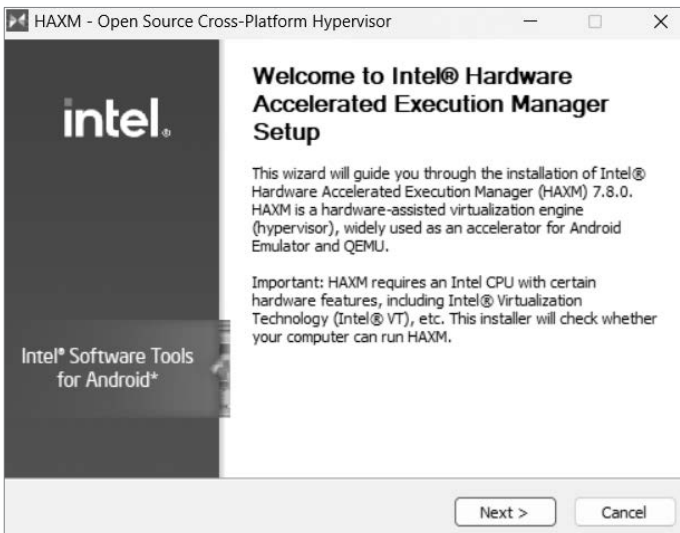 HAXM - Open Source Cross-Platform Hypervisor
intel®
Welcome to Intel® Hardware
Accelerated Execution Manager
Setup
This wizard will guide you through the installation of Intel®
Hardware Accelerated Execution Manager (HAXM) 7.8.0.
HAXM is a hardware-assisted virtualization engine
(hypervisor), widely used as an accelerator for Android
Emulator and QEMU.
Important: HAXM requires an Intel CPU with certain
hardware features, including Intel® Virtualization
Technology (Intel® VT), etc. This installer will check whether
your computer can run HAXM.
Intel® Software Tools
for Android*
Next >
Cancel